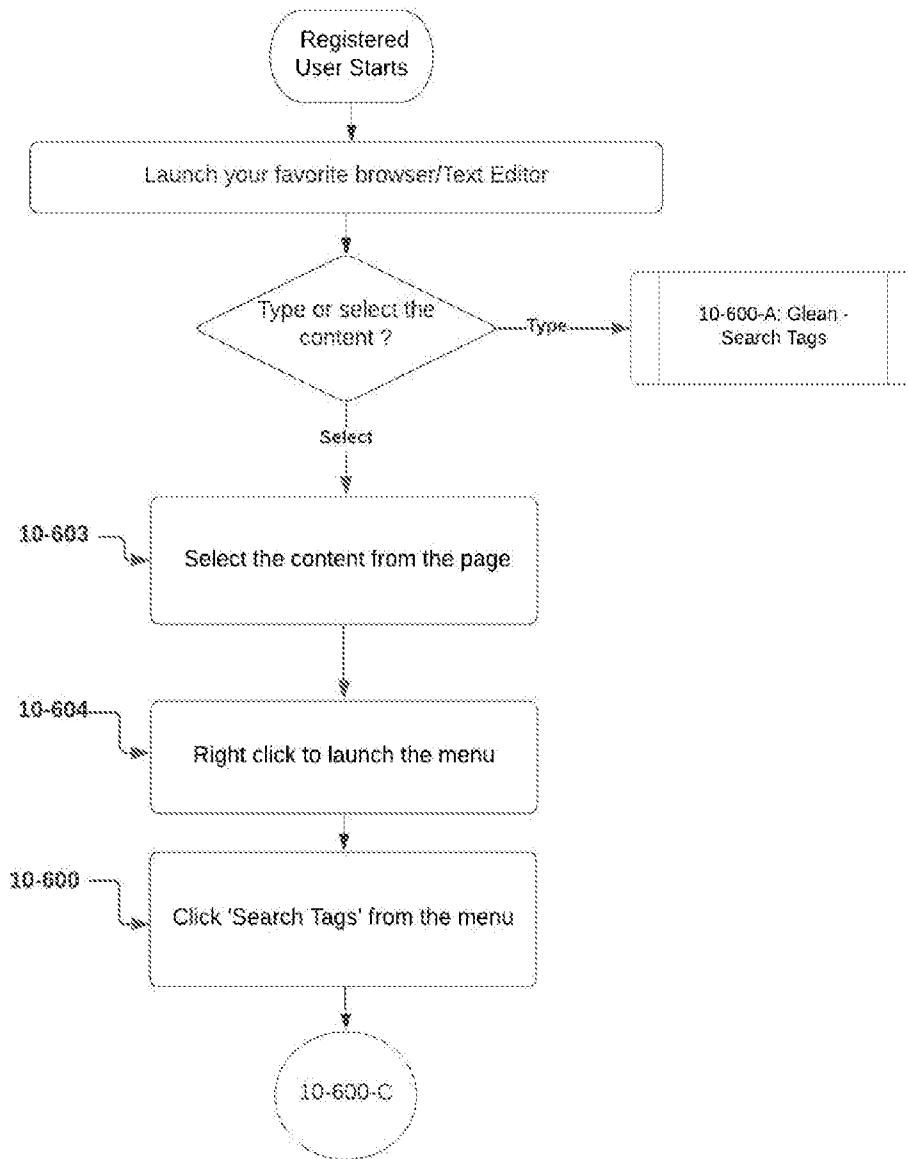 Registered
User Starts
Launch your favorite browser/Text Editor
Type or select the
content ?
Type
10-600-A: Glean -
Search Tags
Select
10-603
Select the content from the page
10-604
Right click to launch the menu
10-600
Click 'Search Tags' from the menu
10-600-C